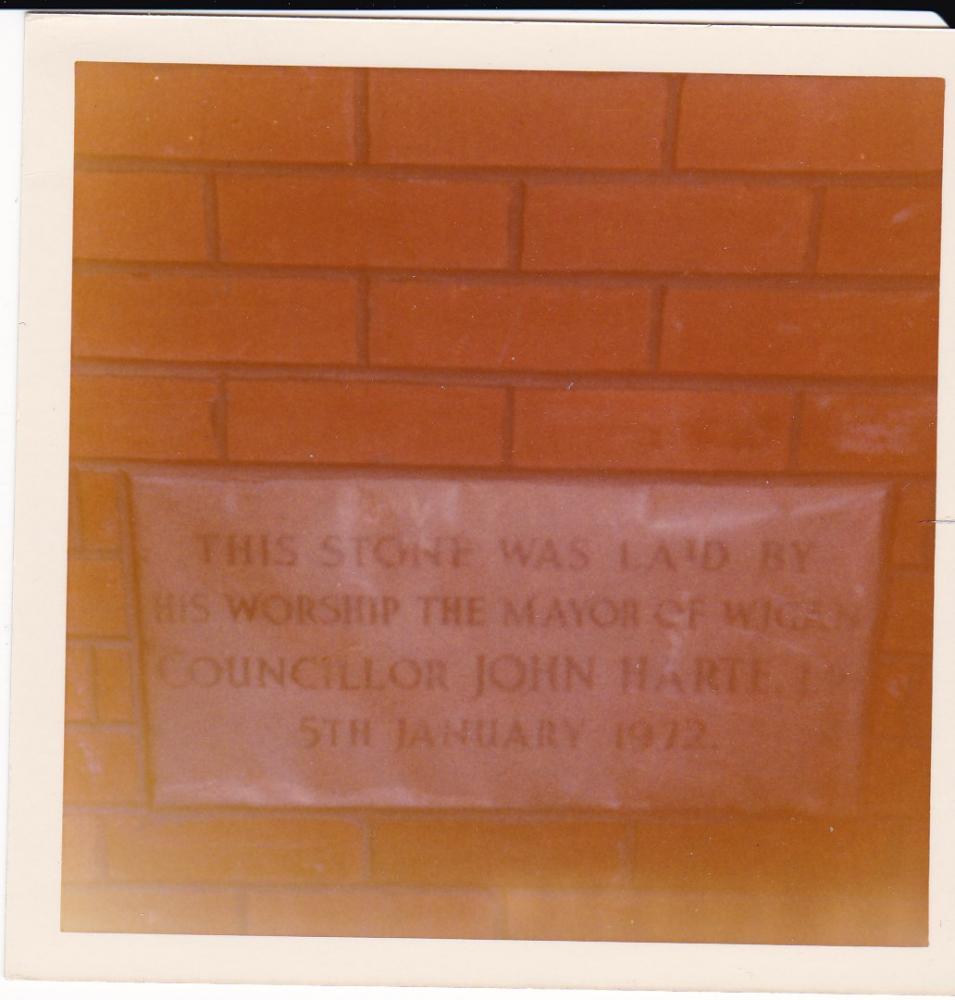 THIS STONE WAS LAID BY
HIS WORSHIP THE MAYOR OF WIGAN
COUNCILLOR JOHN HARTE.
5TH JANUARY 1972.